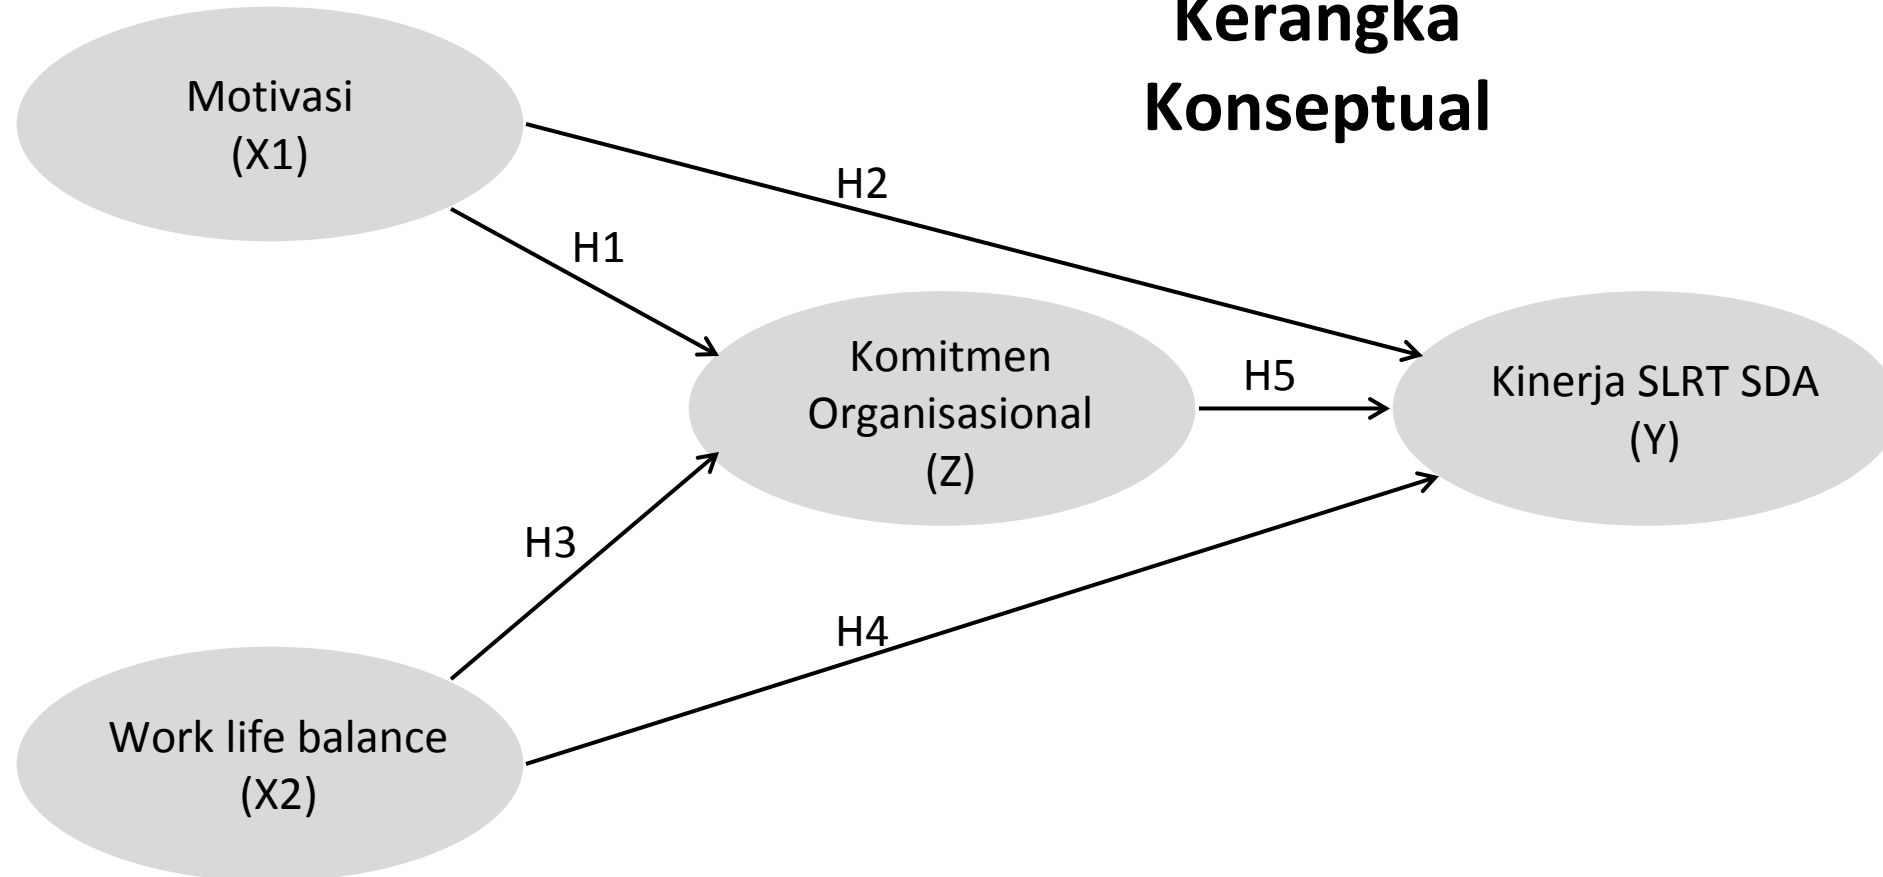 Kerangka
Konseptual
Motivasi
(X1)
H2
H1
Komitmen
Organisasional
(Z)
H5
Kinerja SLRT SDA
(Y)
H3
H4
Work life balance
(X2)